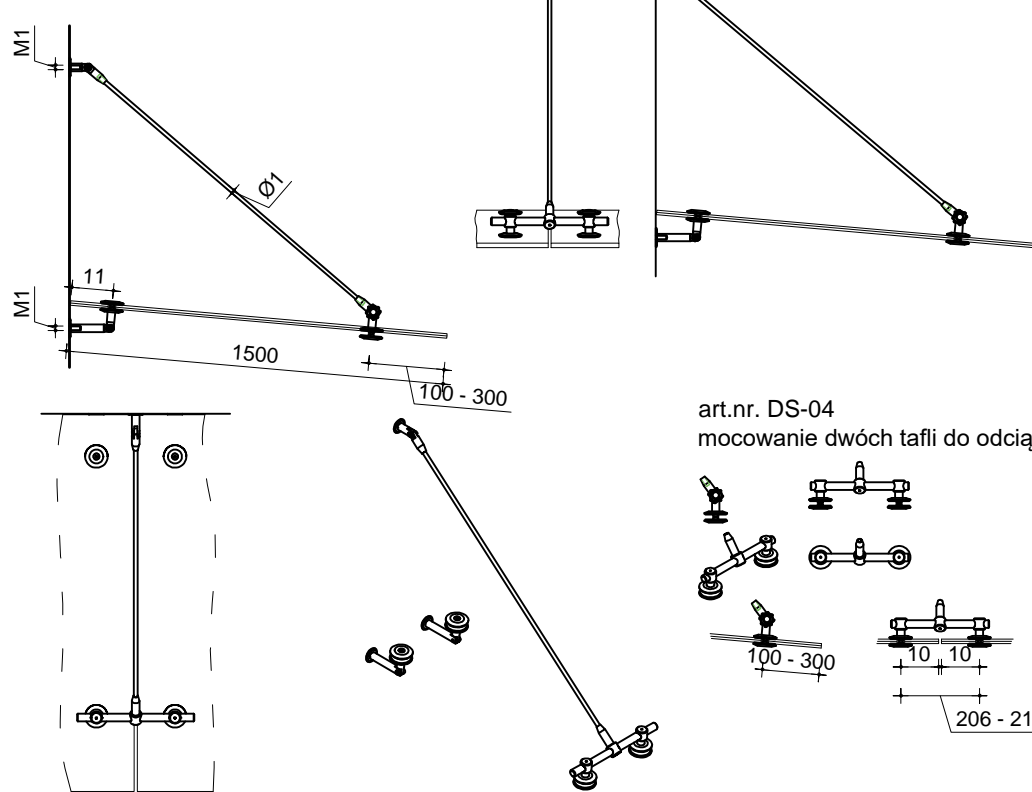 M1
Ø1
11
M1
1500
100 - 300
art.nr. DS-04
mocowanie dwóch tafli do odcią
100 - 300
10
10
206 - 21